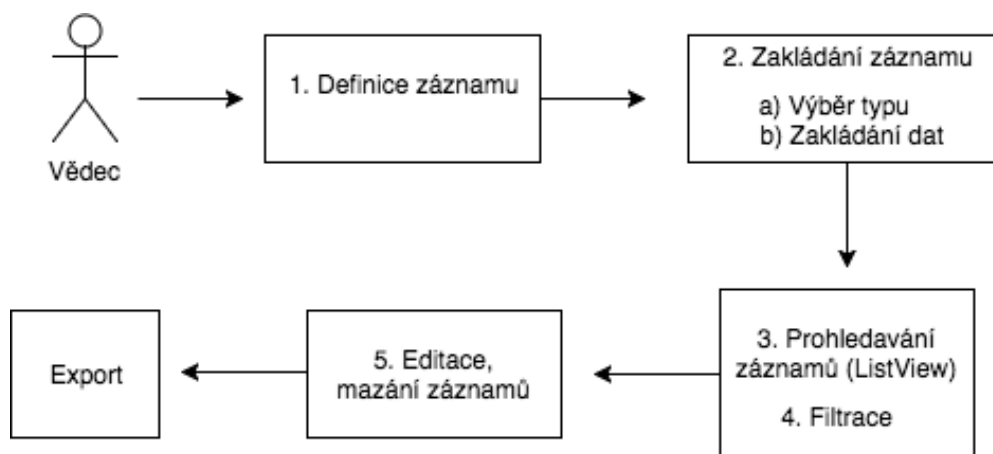 Vědec
1. Definice záznamu
2. Zakládání záznamu
a) Výběr typu
b) Zakládání dat
3. Prohledavání
záznamů (ListView)
4. Filtrace
5. Editace,
mazání záznamů
Export